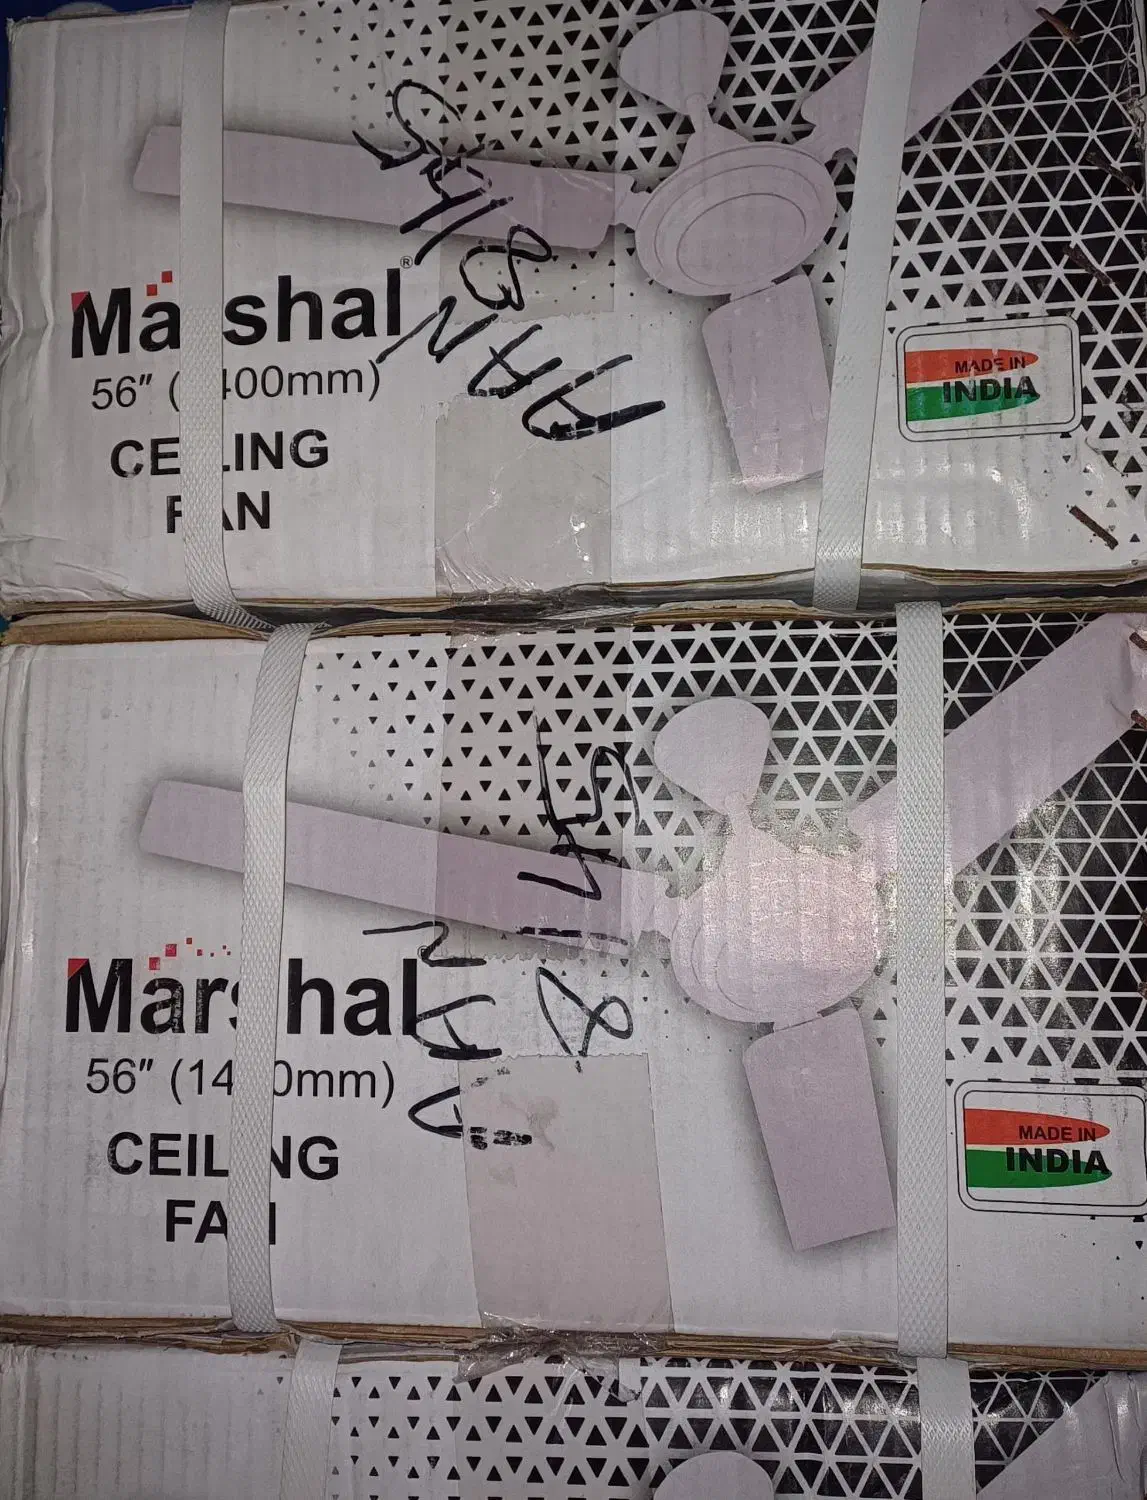 Marshal®
56" (1400mm)
CEILING
FAN
MADE IN
INDIA
Marshal
56" (1400mm)
CEILING
FAN
MADE IN
INDIA